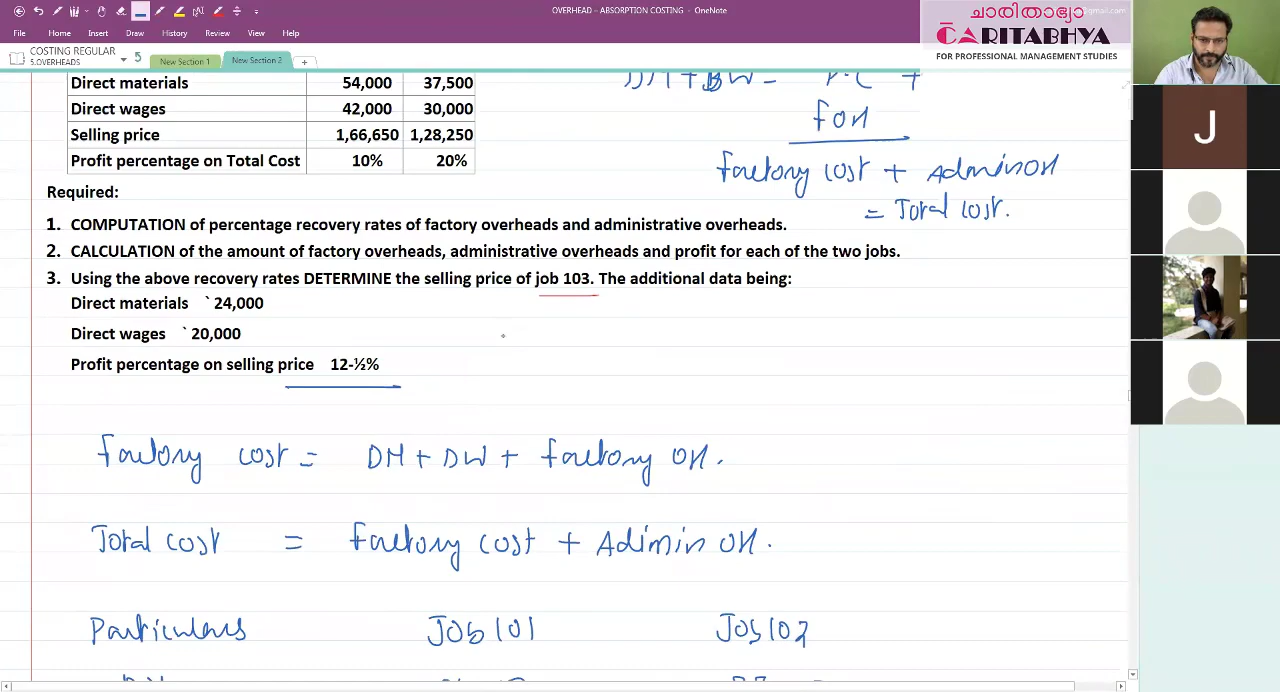 OVERHEAD – ABSORPTION COSTING - OneNote
File Home Insert Draw History Review View Help
COSTING REGULAR
5.OVERHEADS
5
New Section 1
New Section 2
+
ചാരിതാഭ്യാ
@gmail.com
CARITABHYA
FOR PROFESSIONAL MANAGEMENT STUDIES
J
Direct materials 54,000 37,500
Direct wages 42,000 30,000
Selling price 1,66,650 1,28,250
Profit percentage on Total Cost 10% 20%
+
FOH
Factory cost + Admin OH
= Total cost.
Required:
1. COMPUTATION of percentage recovery rates of factory overheads and administrative overheads.
2. CALCULATION of the amount of factory overheads, administrative overheads and profit for each of the two jobs.
3. Using the above recovery rates DETERMINE the selling price of job 103. The additional data being:
Direct materials ` 24,000
Direct wages ` 20,000
Profit percentage on selling price 12-½%
Factory cost = DM + DW + Factory OH.
Total cost = Factory cost + Adimin OH.
Particulars Job 101 Job 102